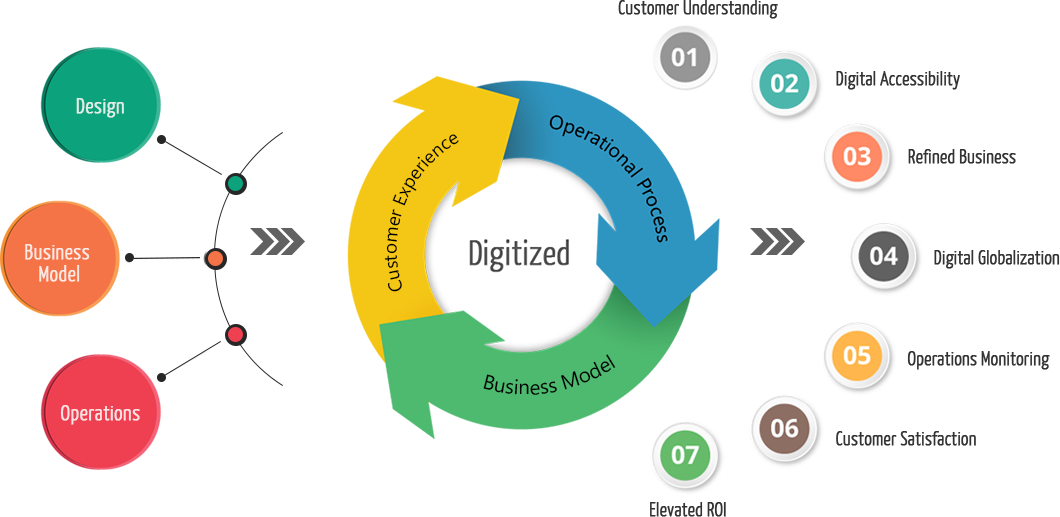 Design
Business
Model
Operations
Customer Experience
Operational Process
Business Model
Digitized
Customer Understanding
01
02
Digital Accessibility
03
Refined Business
04
Digital Globalization
05
Operations Monitoring
06
Customer Satisfaction
07
Elevated ROI